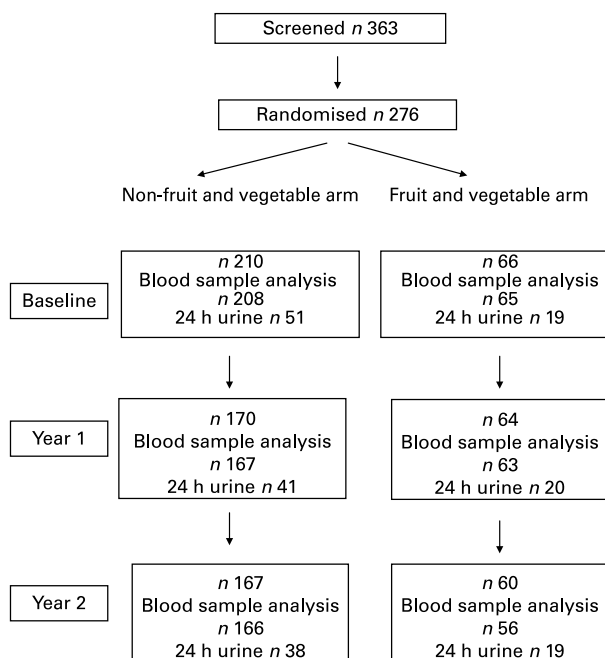 Screened n 363
Randomised n 276
Non-fruit and vegetable arm
Fruit and vegetable arm
Baseline
n 210
Blood sample analysis
n 208
24 h urine n 51
n 66
Blood sample analysis
n 65
24 h urine n 19
Year 1
n 170
Blood sample analysis
n 167
24 h urine n 41
n 64
Blood sample analysis
n 63
24 h urine n 20
Year 2
n 167
Blood sample analysis
n 166
24 h urine n 38
n 60
Blood sample analysis
n 56
24 h urine n 19